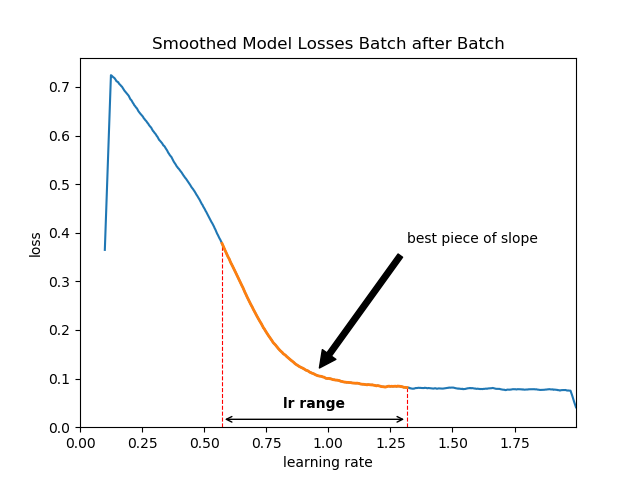 Smoothed Model Losses Batch after Batch
0.7
0.6
0.5
0.4
0.3
0.2
0.1
0.0
loss
best piece of slope
lr range
0.00 0.25 0.50 0.75 1.00 1.25 1.50 1.75
learning rate